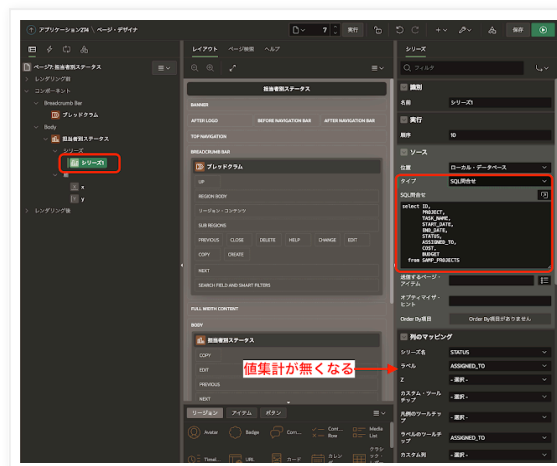 アプリケーション274 \ ページ・デザイナ
7
実行
保存
ページ7: 担当者別ステータス
レンダリング前
コンポーネント
Breadcrumb Bar
ブレッドクラム
Body
担当者別ステータス
シリーズ
シリーズ1
軸
x
y
レンダリング後
レイアウト
ページ検索
ヘルプ
担当者別ステータス
BANNER
AFTER LOGO
BEFORE NAVIGATION BAR
AFTER NAVIGATION BAR
TOP NAVIGATION
BREADCRUMB BAR
ブレッドクラム
UP
REGION BODY
リージョン・コンテンツ
SUB REGIONS
PREVIOUS
CLOSE
DELETE
HELP
CHANGE
EDIT
COPY
CREATE
NEXT
SEARCH FIELD AND SMART FILTERS
FULL WIDTH CONTENT
BODY
担当者別ステータス
COPY
EDIT
PREVIOUS
NEXT
値集計が無くなる
リージョン
アイテム
ボタン
Avatar
Badge
Com...
Cont...
Row
Media
List
Timel...
URL
カード
カレン
クラシ
ック・
シリーズ
フィルタ
識別
名前
シリーズ1
実行
順序
10
ソース
位置
ローカル・データベース
タイプ
SQL問合せ
SQL問合せ
select ID,
PROJECT,
TASK_NAME,
START_DATE,
END_DATE,
STATUS,
ASSIGNED_TO,
COST,
BUDGET
from SAMP_PROJECTS
送信するページ・
アイテム
オプティマイザ・
ヒント
Order By項目
Order By項目がありません
列のマッピング
シリーズ名
STATUS
ラベル
ASSIGNED_TO
Z
- 選択 -
カスタム・ツール
チップ
- 選択 -
凡例のツールチッ
プ
- 選択 -
ラベルのツールチ
ップ
ASSIGNED_TO
カスタム列
- 選択 -